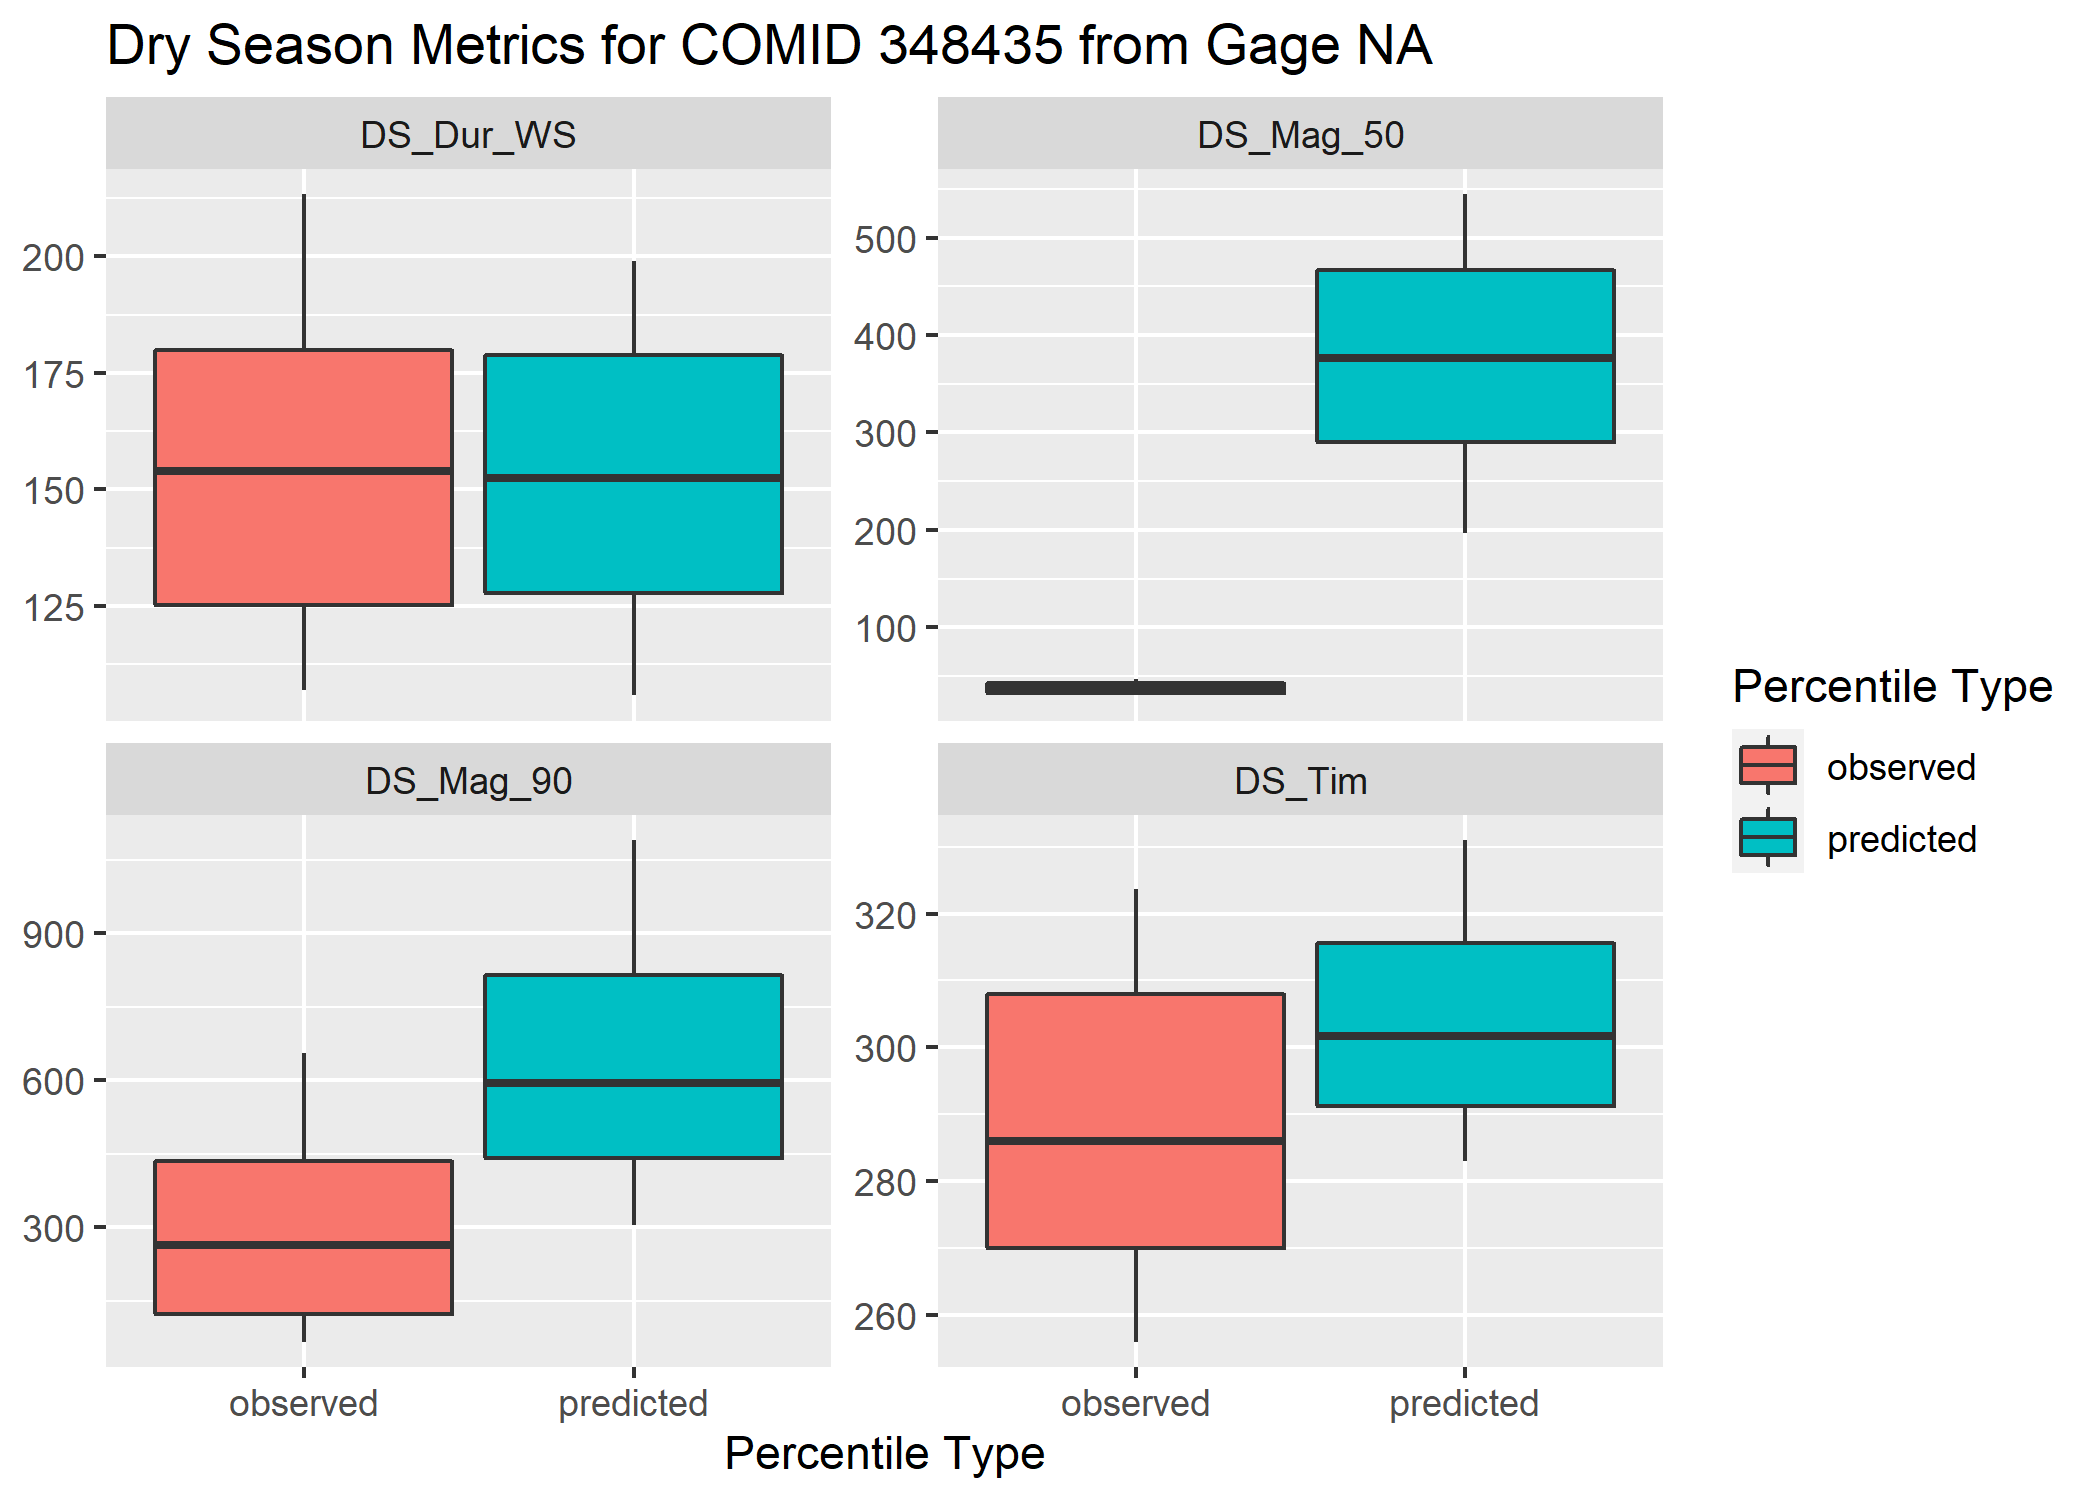 Dry Season Metrics for COMID 348435 from Gage NA
DS_Dur_WS
200
175
150
125
DS_Mag_50
500
400
300
200
100
DS_Mag_90
900
600
300
observed predicted
DS_Tim
320
300
280
260
observed predicted
Percentile Type
Percentile Type
observed
predicted